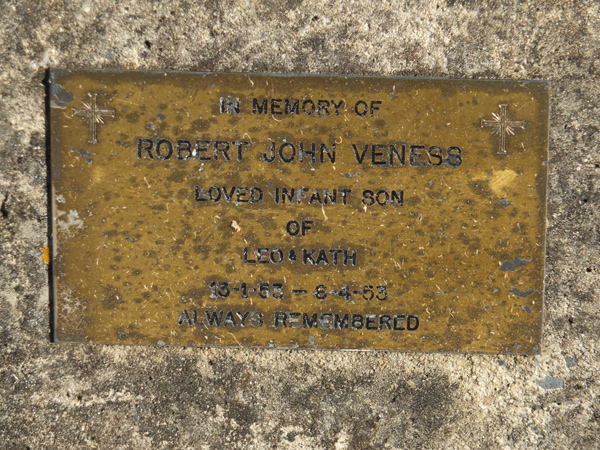 IN MEMORY OF
ROBERT JOHN VENESS
LOVED INFANT SON
OF
LEO & KATH
13-1-53 — 6-4-53
ALWAYS REMEMBERED